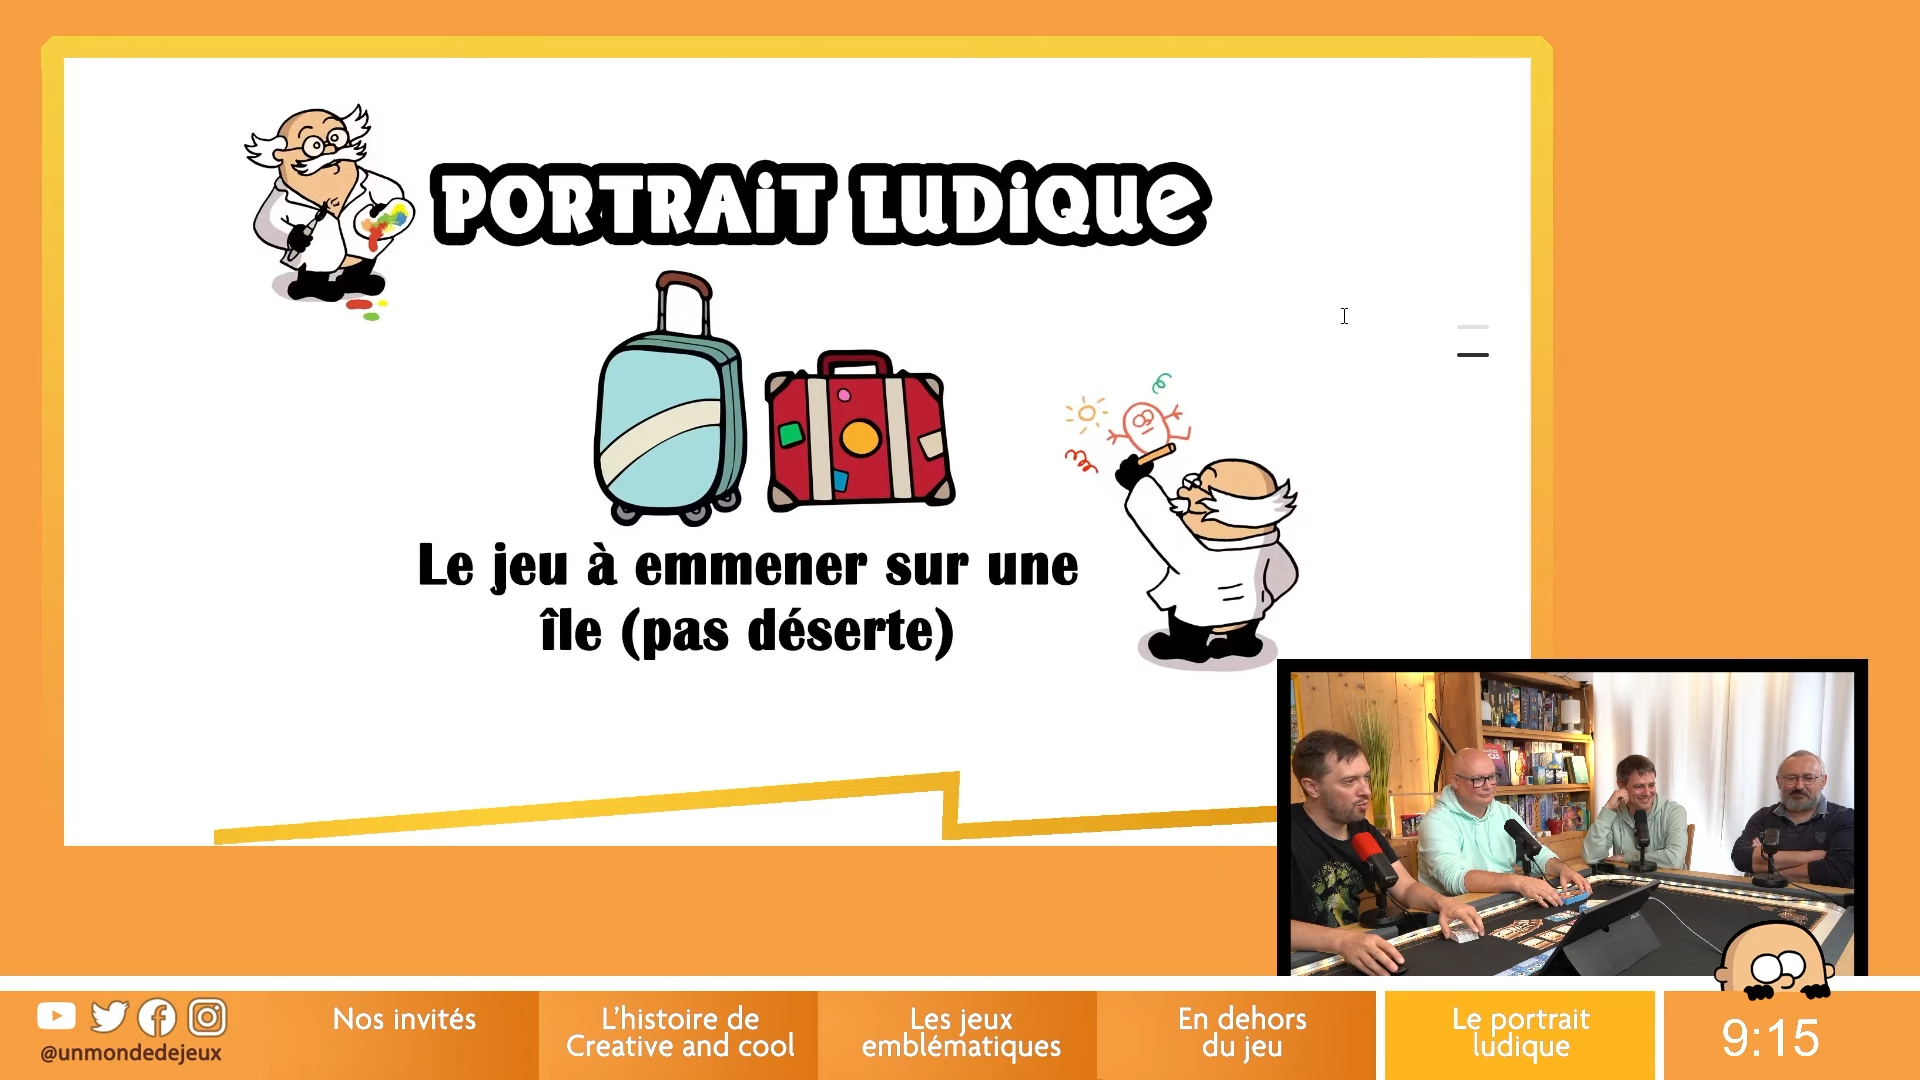 PORTRAIT LUDIQUE
Le jeu à emmener sur une
île (pas déserte)
@unmondedejeux
Nos invités
L'histoire de
Creative and cool
Les jeux
emblématiques
En dehors
du jeu
Le portrait
ludique
9:15